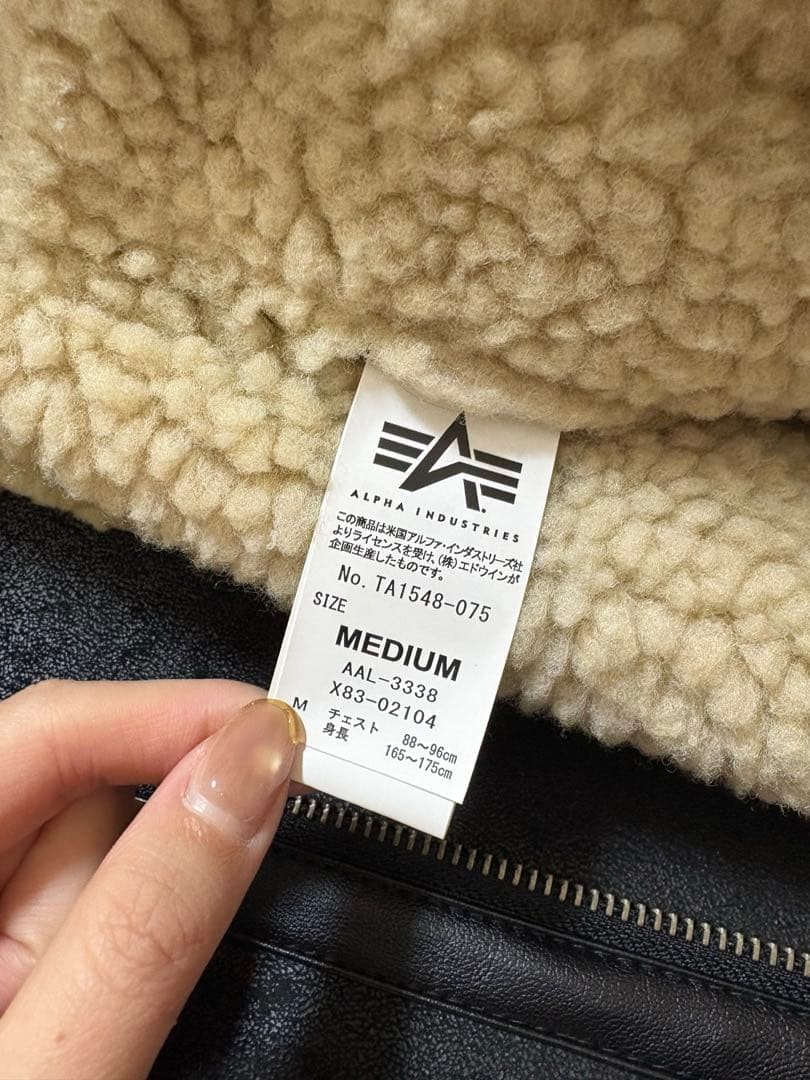 ALPHA INDUSTRIES
この商品は米国アルファ・インダストリーズ社
よりライセンスを受け、(株)エドウインが
企画生産したものです。
No. TA1548-075
SIZE
MEDIUM
AAL-3338
X83-02104
M チェスト 88～96cm
身長 165～175cm